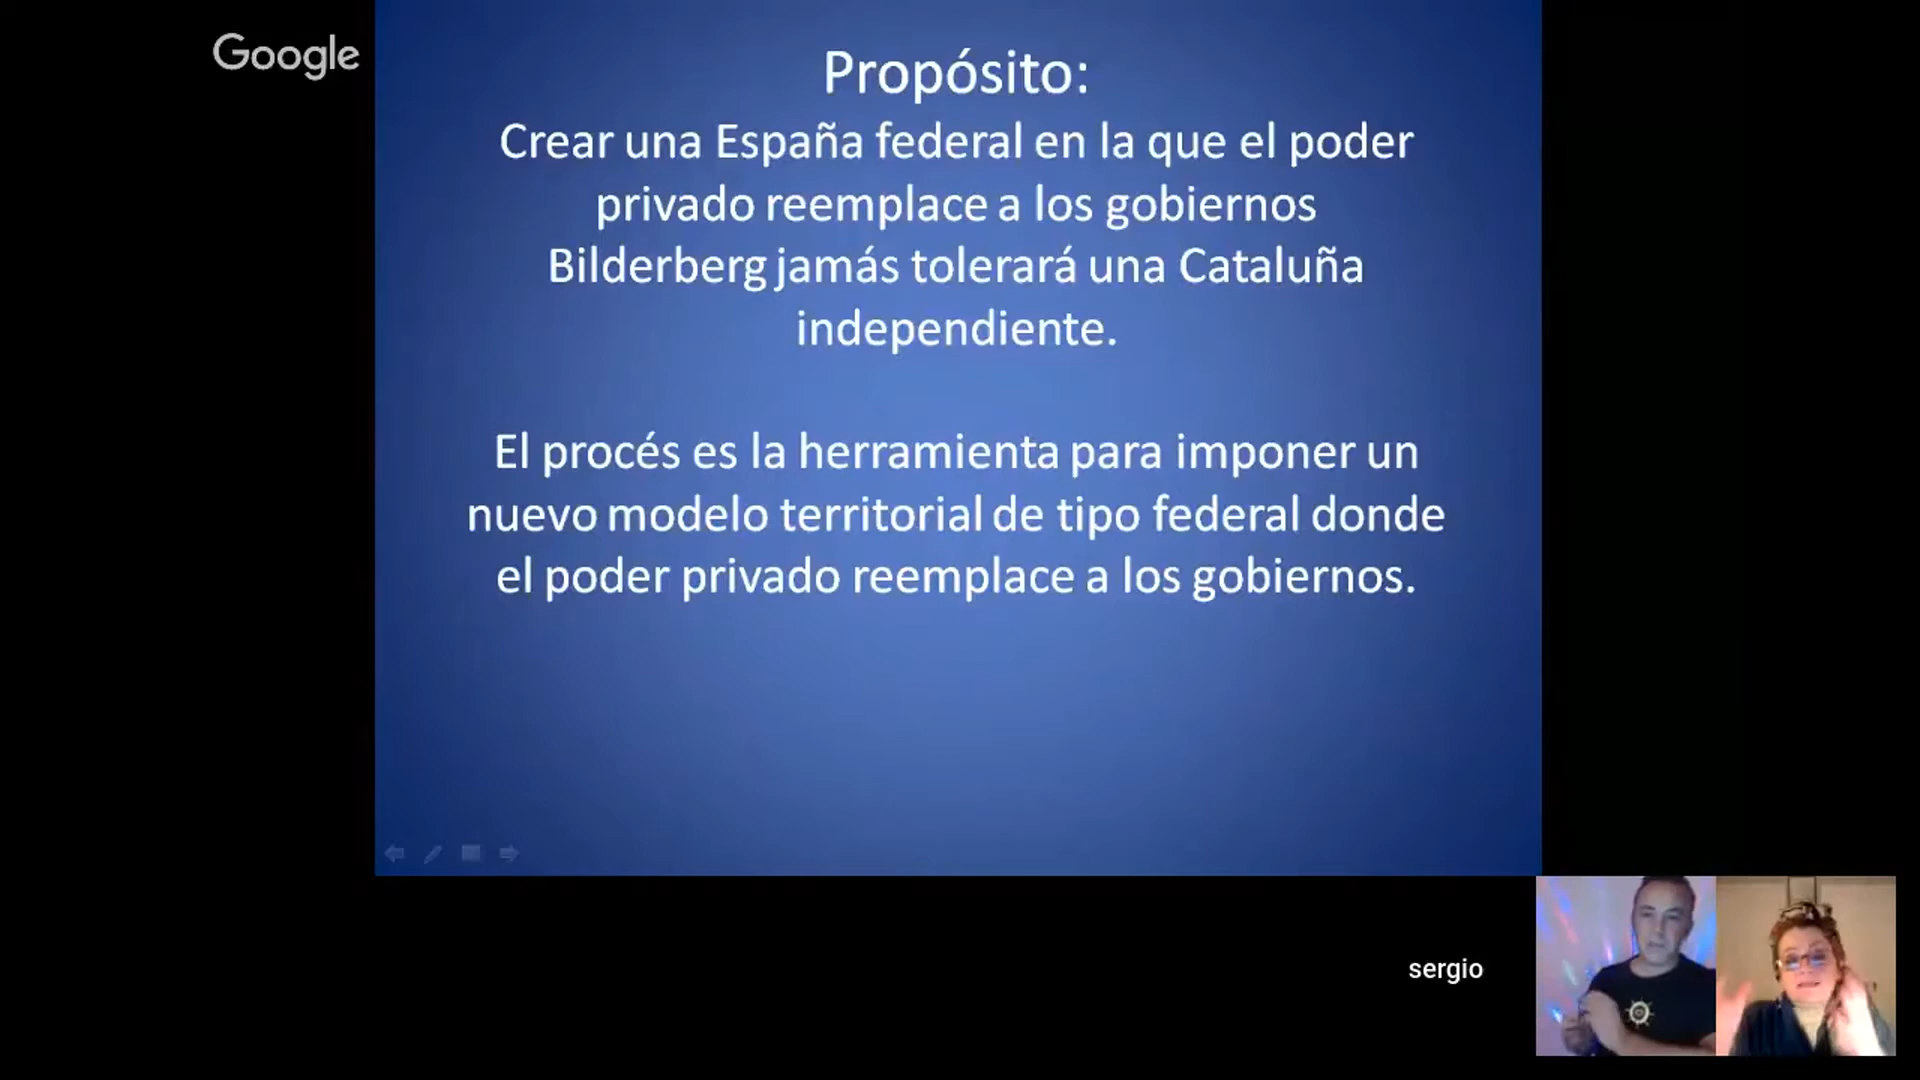 Google
Propósito:
Crear una España federal en la que el poder
privado reemplace a los gobiernos
Bilderberg jamás tolerará una Cataluña
independiente.
El procés es la herramienta para imponer un
nuevo modelo territorial de tipo federal donde
el poder privado reemplace a los gobiernos.
sergio